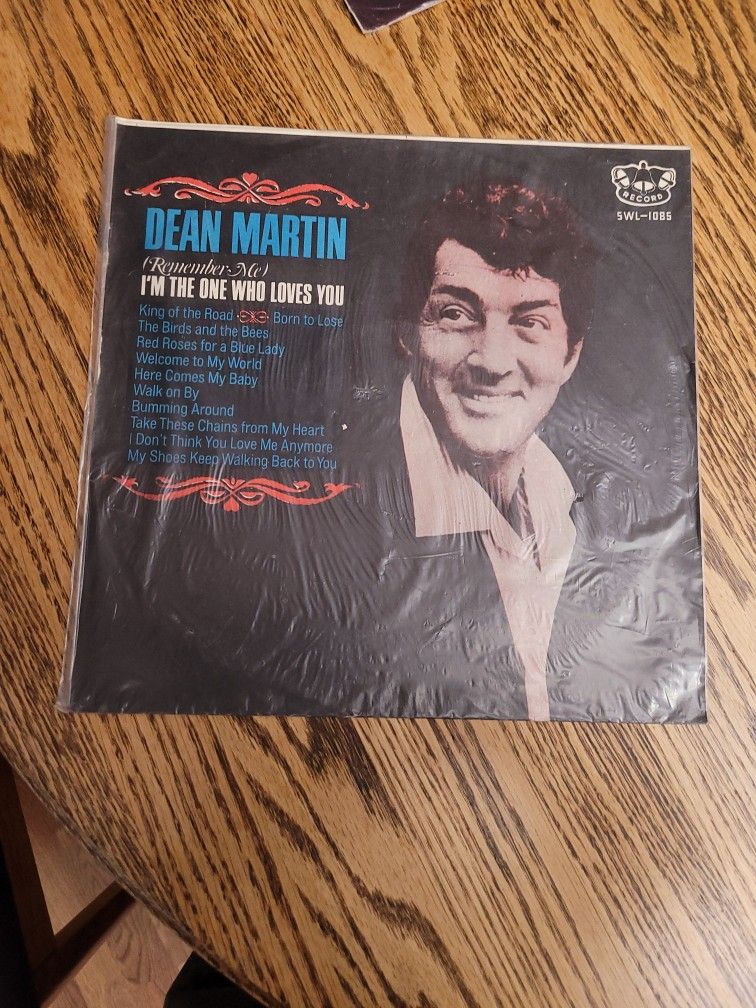 RECORD
SWL-1085
DEAN MARTIN
(Remember Me)
I'M THE ONE WHO LOVES YOU
King of the Road Born to Lose
The Birds and the Bees
Red Roses for a Blue Lady
Welcome to My World
Here Comes My Baby
Walk on By
Bumming Around
Take These Chains from My Heart
I Don't Think You Love Me Anymore
My Shoes Keep Walking Back to You